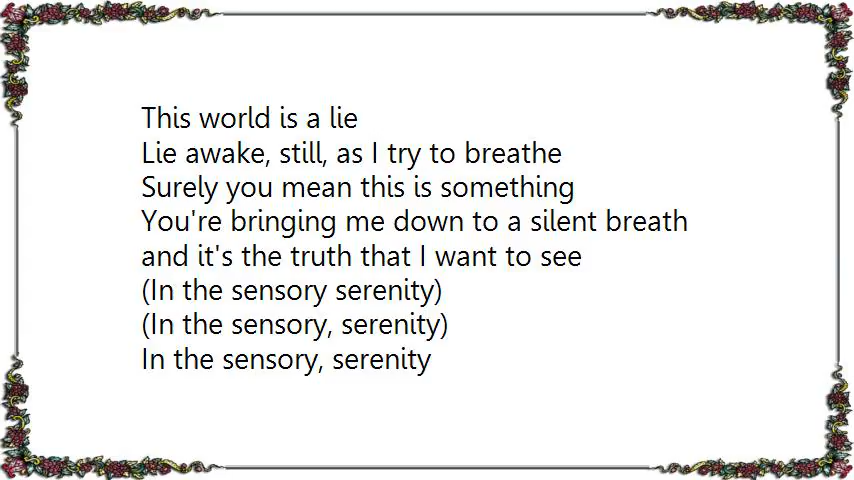 This world is a lie
Lie awake, still, as I try to breathe
Surely you mean this is something
You're bringing me down to a silent breath
and it's the truth that I want to see
(In the sensory serenity)
(In the sensory, serenity)
In the sensory, serenity